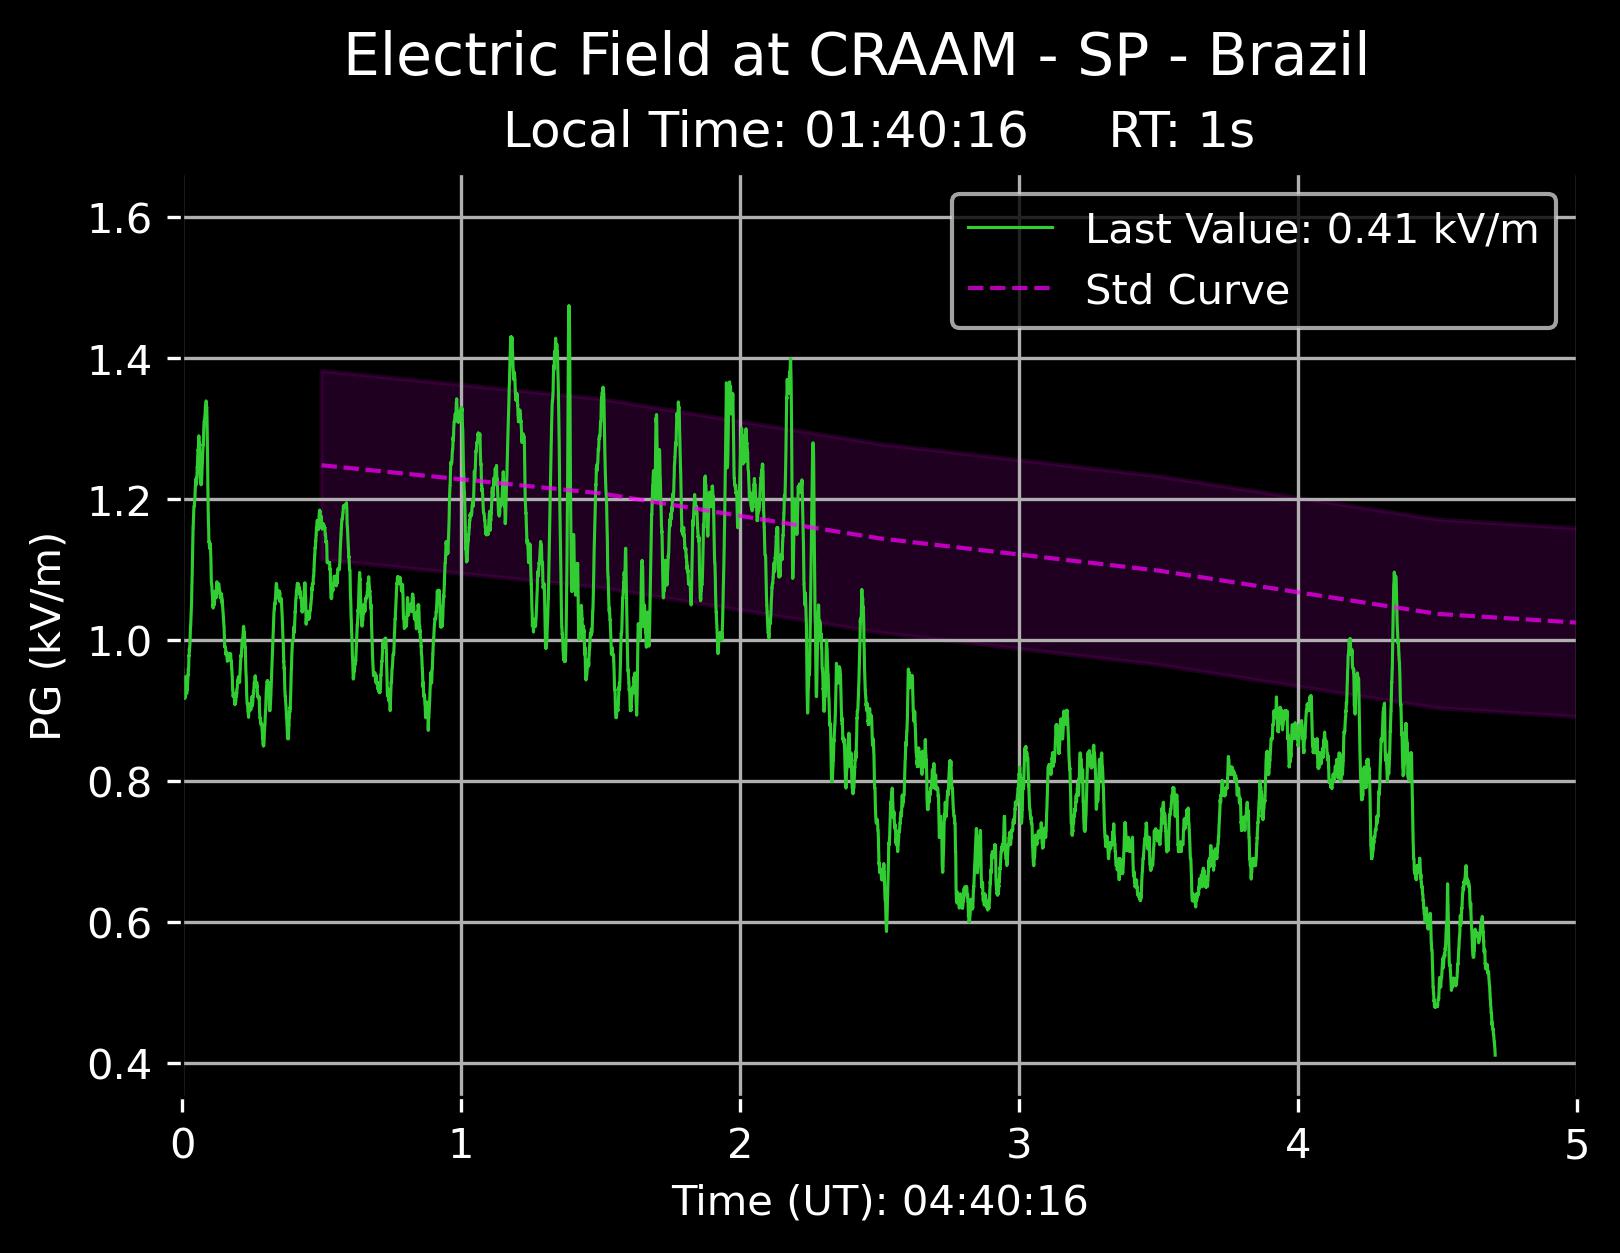 Electric Field at CRAAM - SP - Brazil
Local Time: 01:40:16 RT: 1s
Last Value: 0.41 kV/m
Std Curve
PG (kV/m)
1.6
1.4
1.2
1.0
0.8
0.6
0.4
0 1 2 3 4 5
Time (UT): 04:40:16